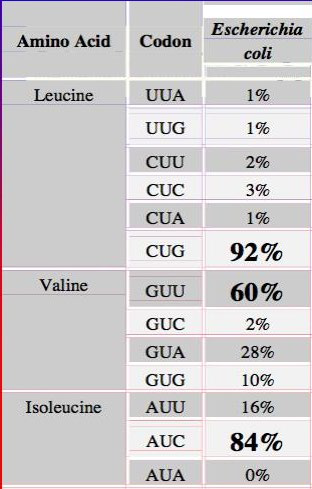 Amino Acid Codon Escherichia coli
Leucine UUA 1%
UUG 1%
CUU 2%
CUC 3%
CUA 1%
CUG 92%
Valine GUU 60%
GUC 2%
GUA 28%
GUG 10%
Isoleucine AUU 16%
AUC 84%
AUA 0%